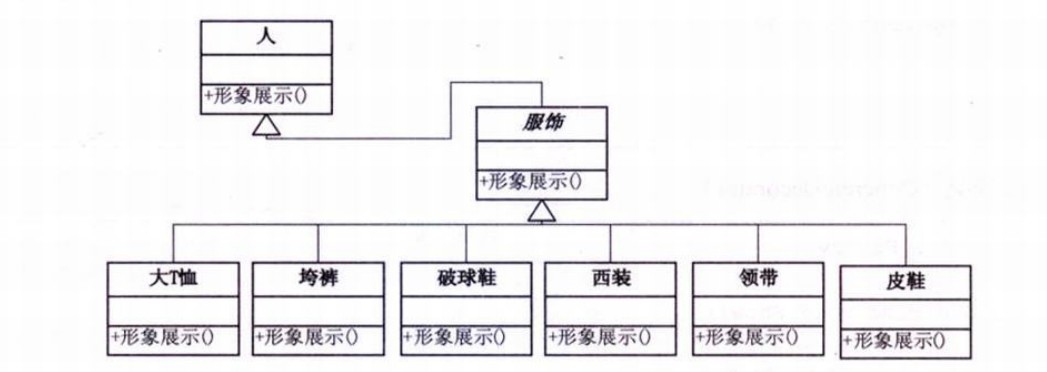 人
+形象展示()
服饰
+形象展示()
大T恤 垮裤 破球鞋 西装 领带 皮鞋
+形象展示() +形象展示() +形象展示() +形象展示() +形象展示() +形象展示()